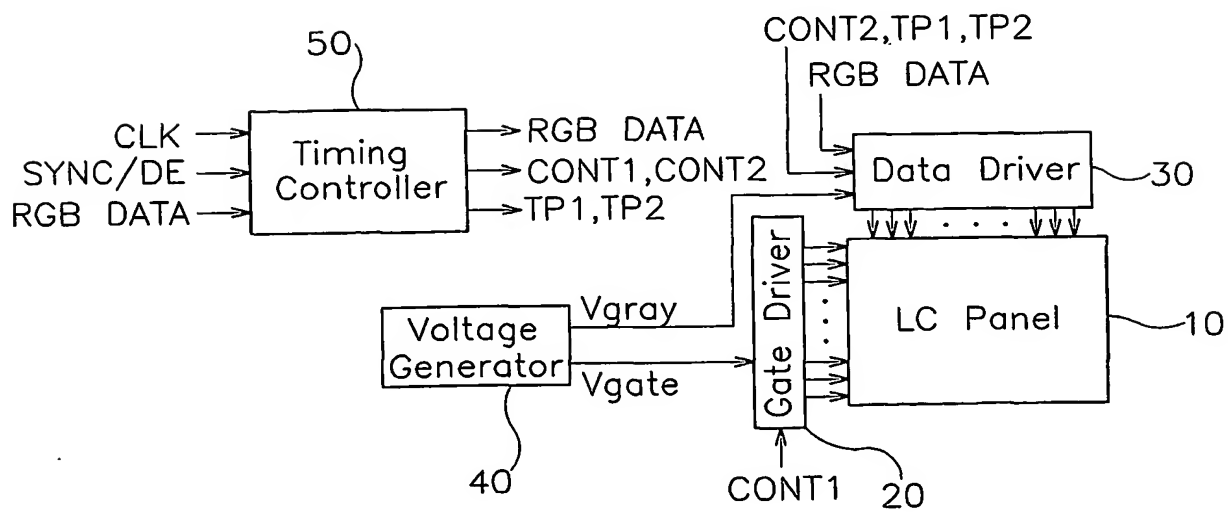 50
CLK
SYNC/DE
RGB DATA
Timing
Controller
RGB DATA
CONT1,CONT2
TP1,TP2
CONT2,TP1,TP2
RGB DATA
Data Driver
30
Gate Driver
LC Panel
10
Voltage
Generator
Vgray
Vgate
40
CONT1
20